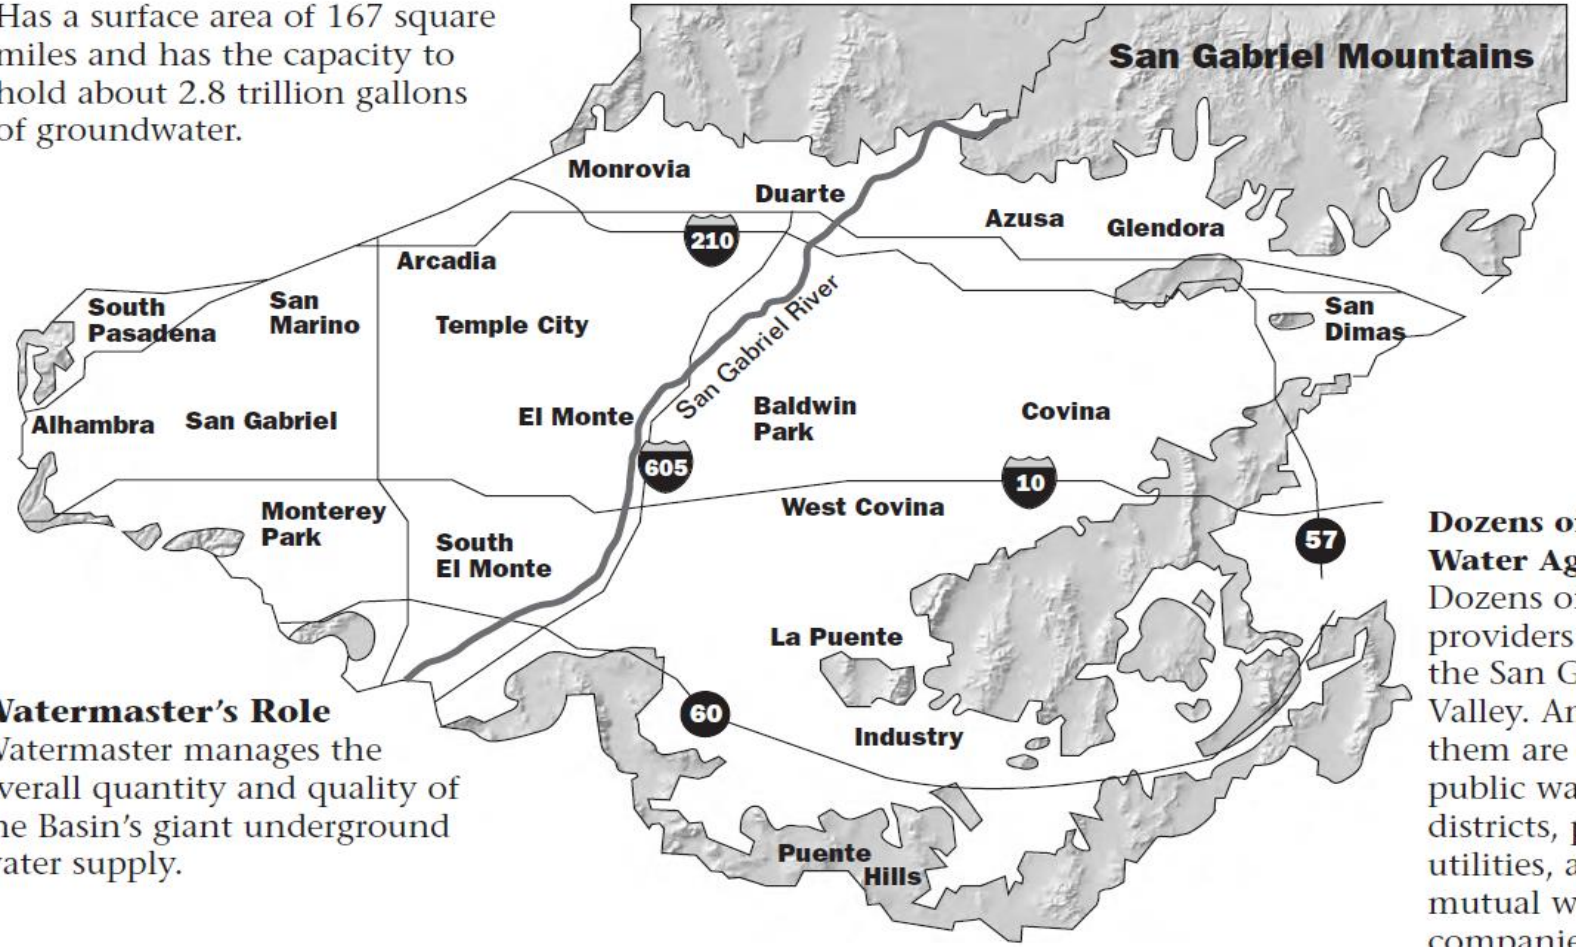 Has a surface area of 167 square
miles and has the capacity to
hold about 2.8 trillion gallons
of groundwater.
San Gabriel Mountains
Monrovia
Duarte
Azusa
Glendora
210
Arcadia
South
Pasadena
San
Marino
Temple City
San Gabriel River
San
Dimas
Alhambra
San Gabriel
El Monte
Baldwin
Park
Covina
605
10
Monterey
Park
West Covina
South
El Monte
57
La Puente
60
Industry
Puente
Hills
Watermaster's Role
Watermaster manages the
overall quantity and quality of
the Basin's giant underground
water supply.
Dozens of
Water Ag
Dozens of
providers
the San G
Valley. An
them are
public wa
districts, p
utilities, a
mutual w
companie